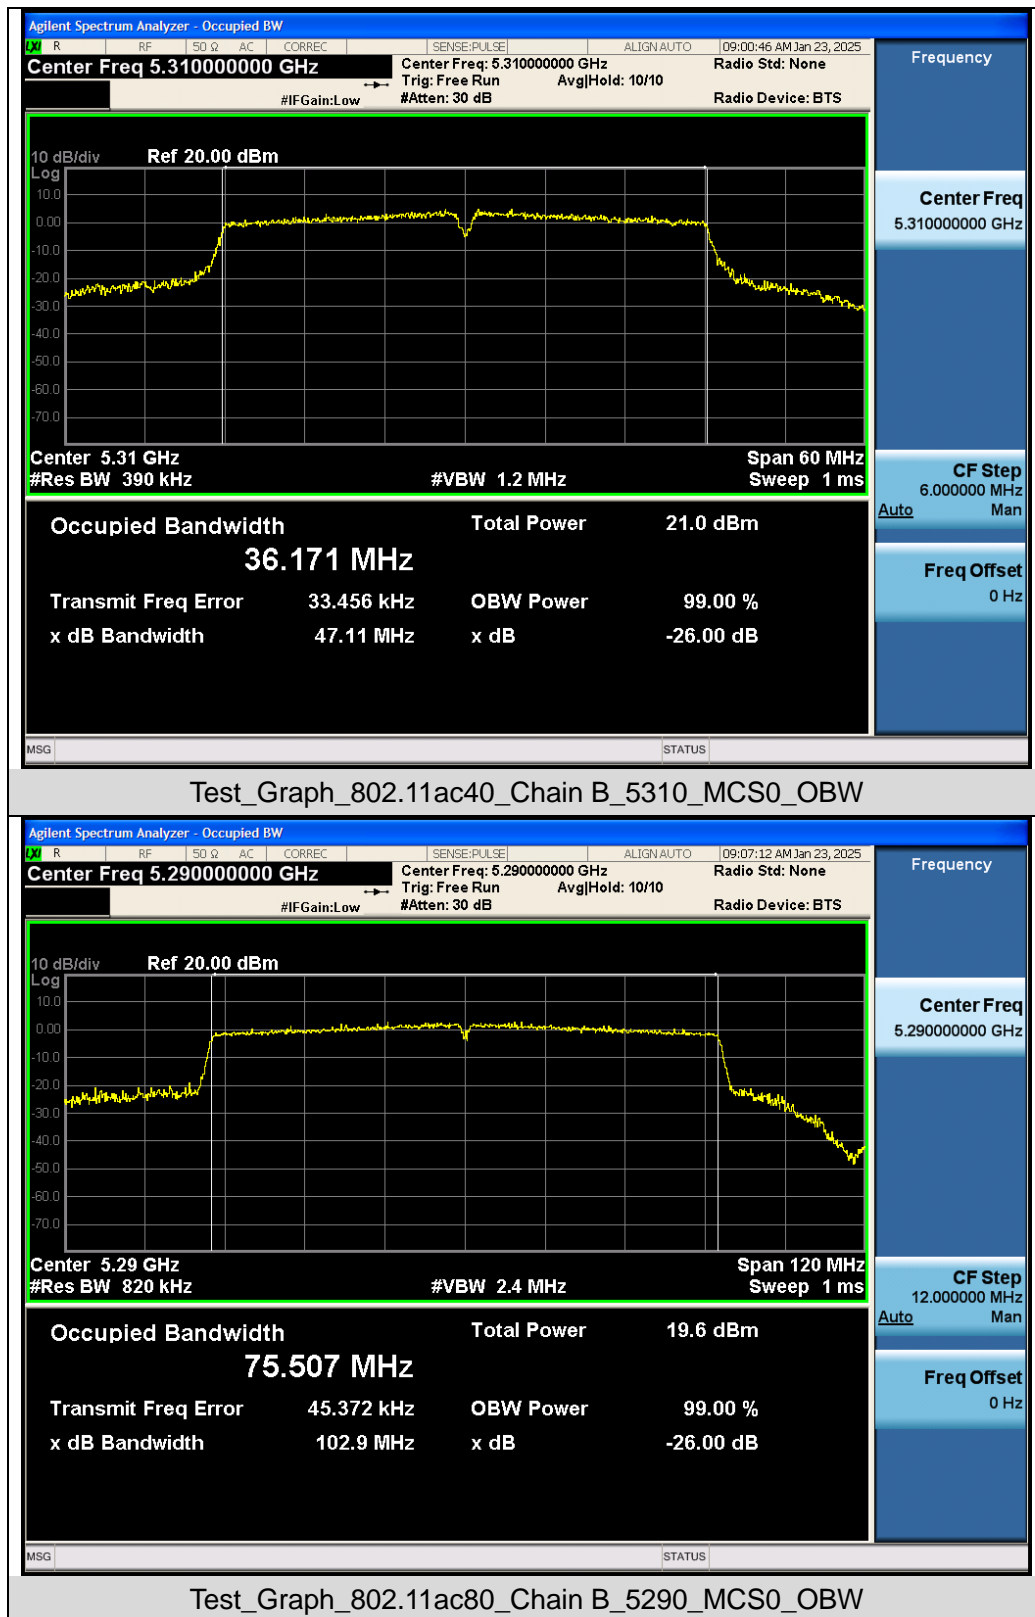 Agilent Spectrum Analyzer - Occupied BW
LXI R RF 50 Ω AC CORREC SENSE:PULSE ALIGN AUTO 09:00:46 AM Jan 23, 2025
Center Freq 5.310000000 GHz
Center Freq: 5.310000000 GHz Radio Std: None
Trig: Free Run Avg|Hold: 10/10
#IFGain:Low #Atten: 30 dB Radio Device: BTS
10 dB/div Ref 20.00 dBm
Log
10.0
0.00
-10.0
-20.0
-30.0
-40.0
-50.0
-60.0
-70.0
Center 5.31 GHz Span 60 MHz
#Res BW 390 kHz #VBW 1.2 MHz Sweep 1 ms
Occupied Bandwidth Total Power 21.0 dBm
36.171 MHz
Transmit Freq Error 33.456 kHz OBW Power 99.00 %
x dB Bandwidth 47.11 MHz x dB -26.00 dB
MSG STATUS
Frequency
Center Freq
5.310000000 GHz
CF Step
6.000000 MHz
Auto Man
Freq Offset
0 Hz
Test_Graph_802.11ac40_Chain B_5310_MCS0_OBW
Agilent Spectrum Analyzer - Occupied BW
LXI R RF 50 Ω AC CORREC SENSE:PULSE ALIGN AUTO 09:07:12 AM Jan 23, 2025
Center Freq 5.290000000 GHz
Center Freq: 5.290000000 GHz Radio Std: None
Trig: Free Run Avg|Hold: 10/10
#IFGain:Low #Atten: 30 dB Radio Device: BTS
10 dB/div Ref 20.00 dBm
Log
10.0
0.00
-10.0
-20.0
-30.0
-40.0
-50.0
-60.0
-70.0
Center 5.29 GHz Span 120 MHz
#Res BW 820 kHz #VBW 2.4 MHz Sweep 1 ms
Occupied Bandwidth Total Power 19.6 dBm
75.507 MHz
Transmit Freq Error 45.372 kHz OBW Power 99.00 %
x dB Bandwidth 102.9 MHz x dB -26.00 dB
MSG STATUS
Frequency
Center Freq
5.290000000 GHz
CF Step
12.000000 MHz
Auto Man
Freq Offset
0 Hz
Test_Graph_802.11ac80_Chain B_5290_MCS0_OBW